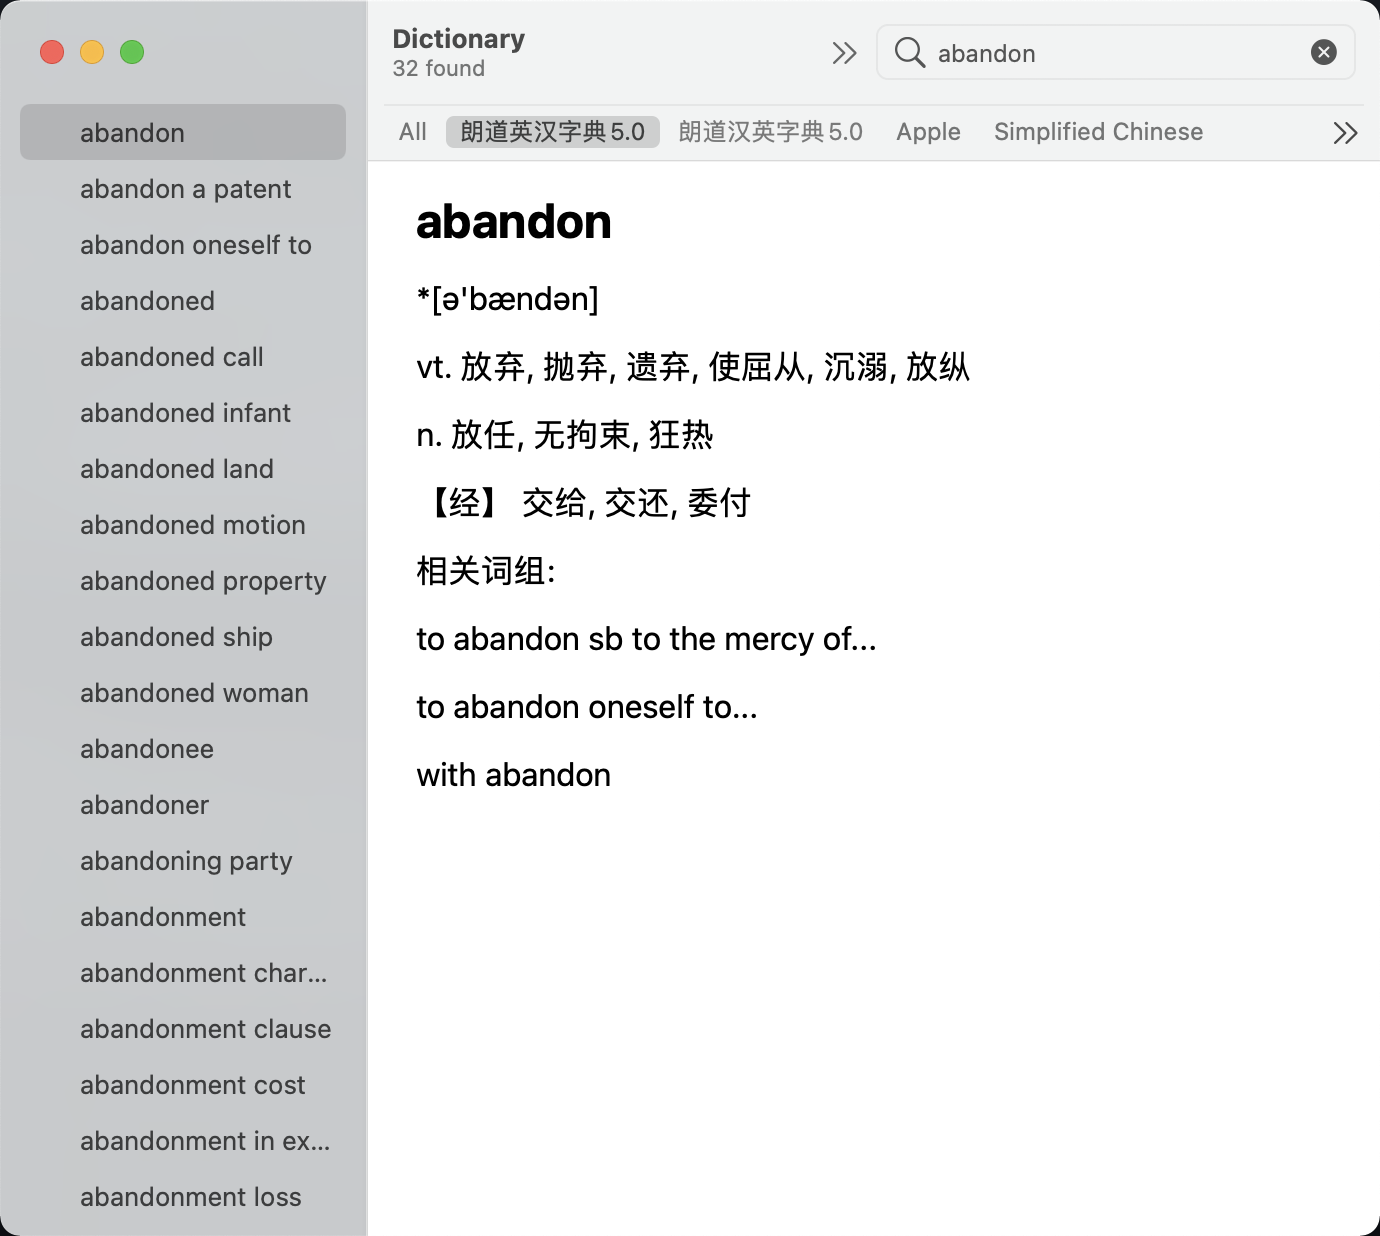 Dictionary
32 found
abandon
All
朗道英汉字典5.0
朗道汉英字典5.0
Apple
Simplified Chinese
abandon
abandon a patent
abandon oneself to
abandoned
abandoned call
abandoned infant
abandoned land
abandoned motion
abandoned property
abandoned ship
abandoned woman
abandonee
abandoner
abandoning party
abandonment
abandonment char...
abandonment clause
abandonment cost
abandonment in ex...
abandonment loss
abandon
*[ə'bændən]
vt. 放弃, 抛弃, 遗弃, 使屈从, 沉溺, 放纵
n. 放任, 无拘束, 狂热
【经】 交给, 交还, 委付
相关词组:
to abandon sb to the mercy of...
to abandon oneself to...
with abandon